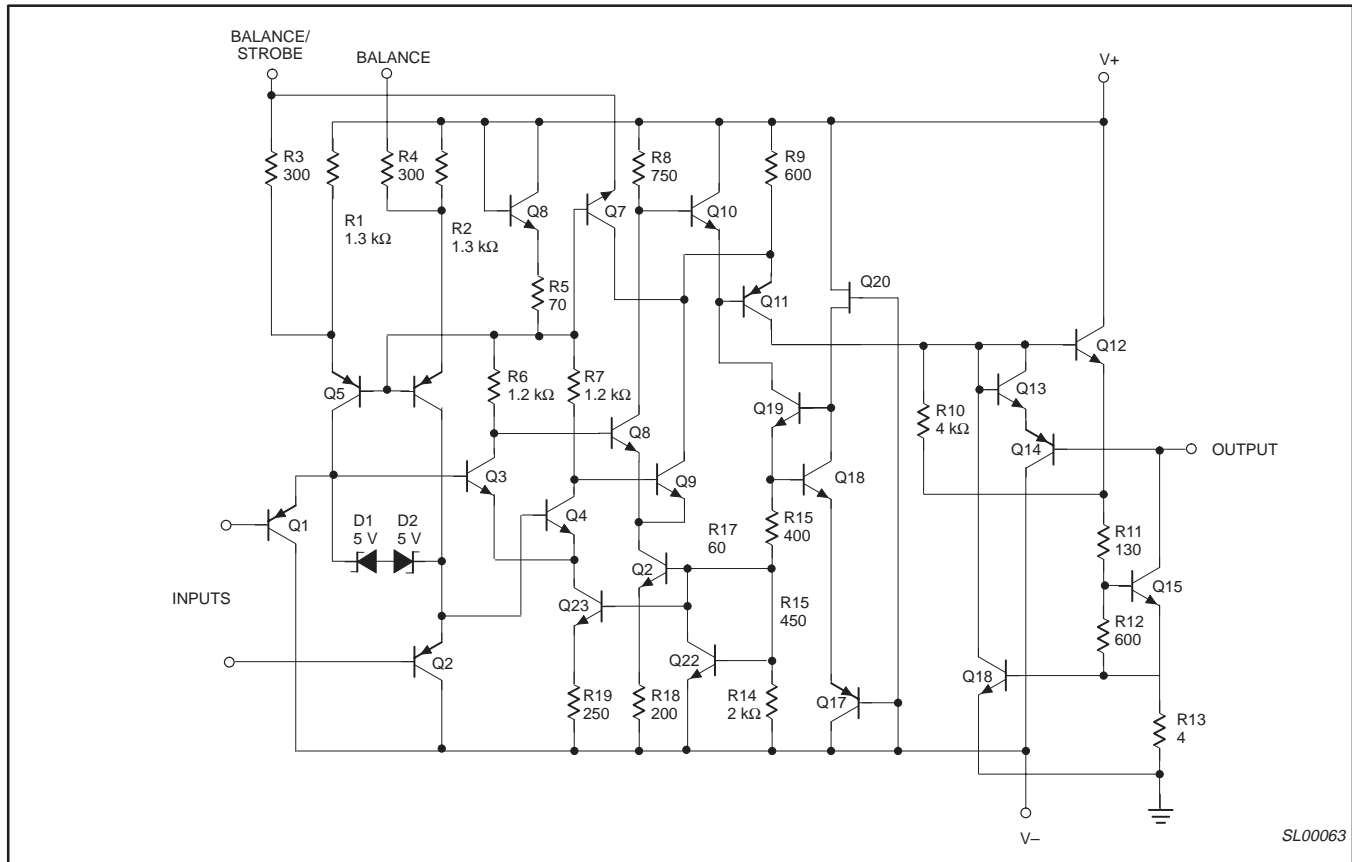 BALANCE/
STROBE
BALANCE
V+
R3
300
R4
300
R8
750
R9
600
Q8
Q7
Q10
R1
1.3 kΩ
R2
1.3 kΩ
R5
70
Q11
Q20
Q12
Q5
R6
1.2 kΩ
R7
1.2 kΩ
Q13
R10
4 kΩ
Q19
Q8
Q14
OUTPUT
Q3
Q9
Q18
Q1
D1
5 V
D2
5 V
Q4
R17
60
R15
400
R11
130
Q2
Q15
INPUTS
Q23
R15
450
R12
600
Q2
Q22
Q18
R19
250
R18
200
R14
2 kΩ
Q17
R13
4
V–
SL00063